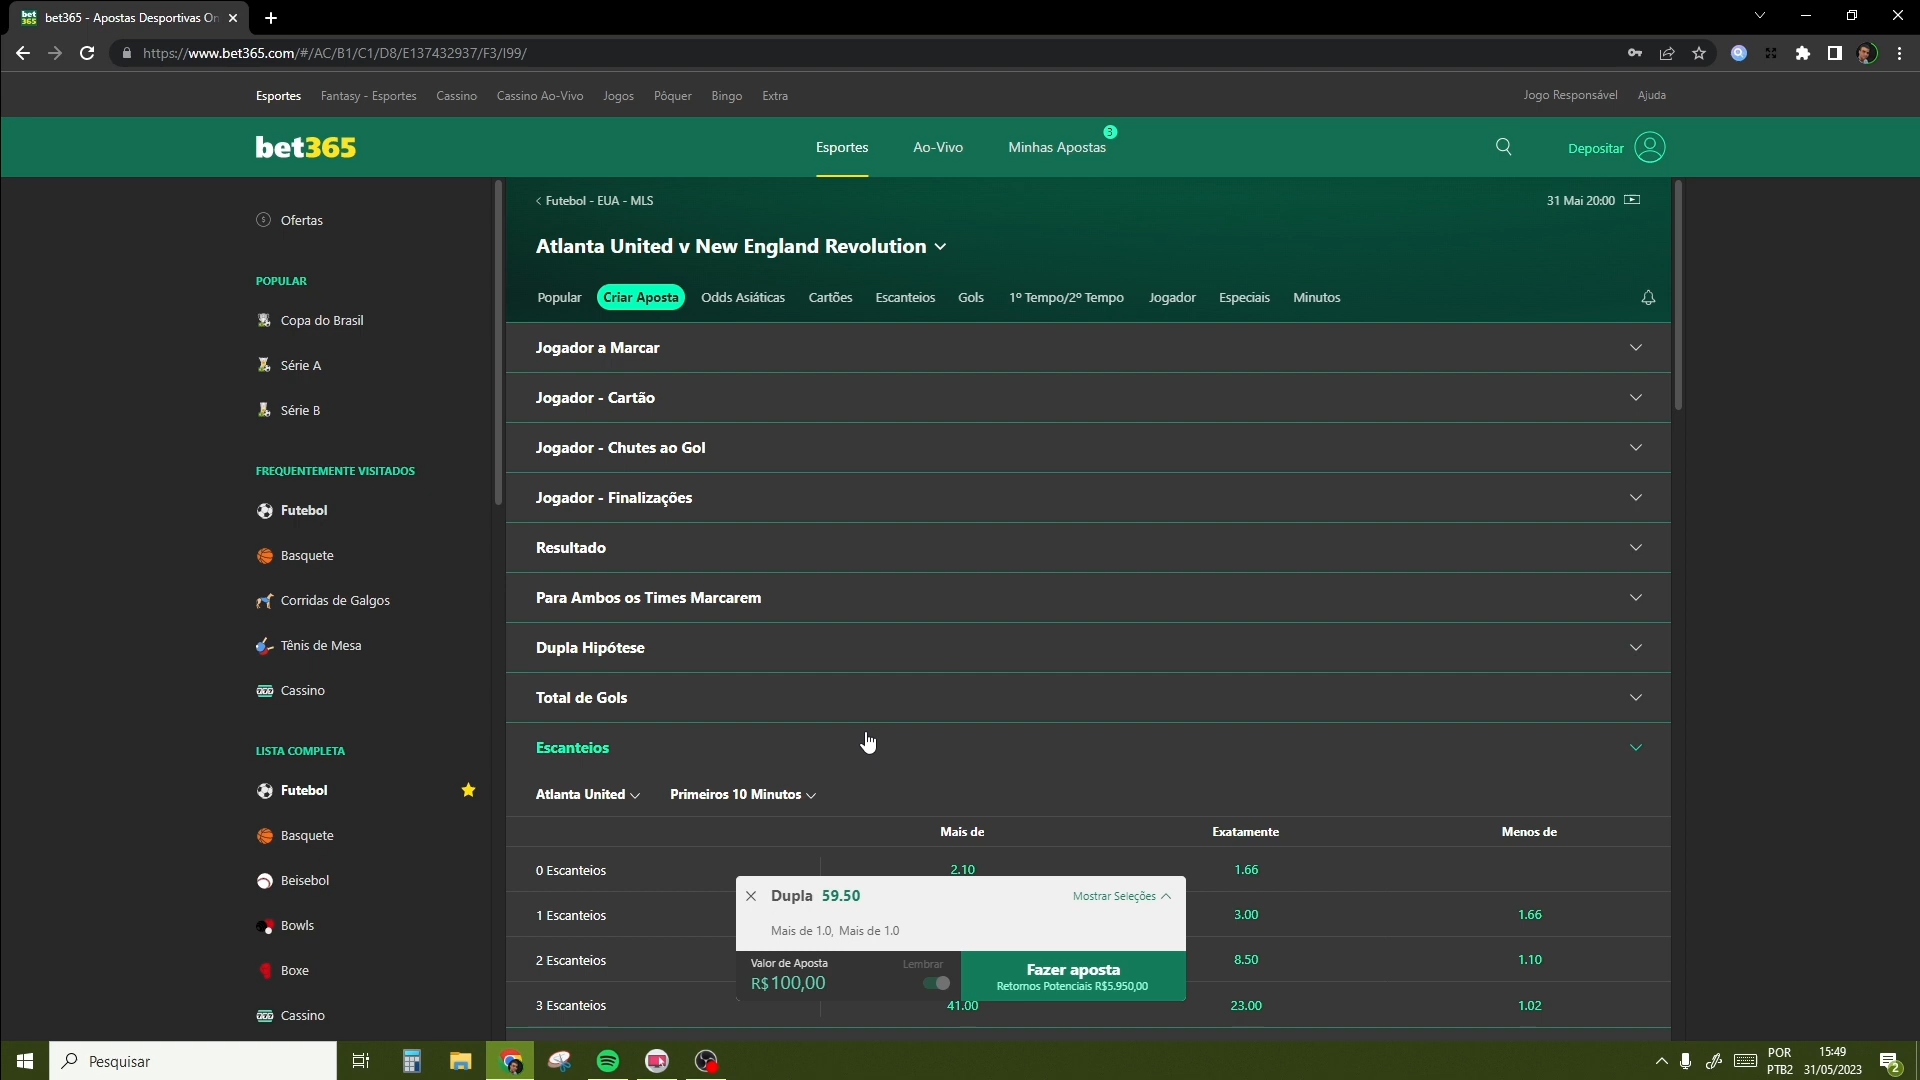 bet365 - Apostas Desportivas On
https://www.bet365.com/#/AC/B1/C1/D8/E137432937/F3/I99/
Esportes Fantasy - Esportes Cassino Cassino Ao-Vivo Jogos Pôquer Bingo Extra Jogo Responsável Ajuda
bet365 Esportes Ao-Vivo Minhas Apostas 3 Depositar
Ofertas
POPULAR
Copa do Brasil
Série A
Série B
FREQUENTEMENTE VISITADOS
Futebol
Basquete
Corridas de Galgos
Tênis de Mesa
Cassino
LISTA COMPLETA
Futebol
Basquete
Beisebol
Bowls
Boxe
Cassino
< Futebol - EUA - MLS 31 Mai 20:00
Atlanta United v New England Revolution
Popular Criar Aposta Odds Asiáticas Cartões Escanteios Gols 1º Tempo/2º Tempo Jogador Especiais Minutos
Jogador a Marcar
Jogador - Cartão
Jogador - Chutes ao Gol
Jogador - Finalizações
Resultado
Para Ambos os Times Marcarem
Dupla Hipótese
Total de Gols
Escanteios
Atlanta United Primeiros 10 Minutos
Mais de Exatamente Menos de
0 Escanteios 2.10 1.66
1 Escanteios 3.00 1.66
2 Escanteios 8.50 1.10
3 Escanteios 41.00 23.00 1.02
Dupla 59.50 Mostrar Seleções
Mais de 1.0, Mais de 1.0
Valor de Aposta Lembrar
R$100,00
Fazer aposta
Retornos Potenciais R$5.950,00
Pesquisar
POR
PTB2
15:49
31/05/2023
2